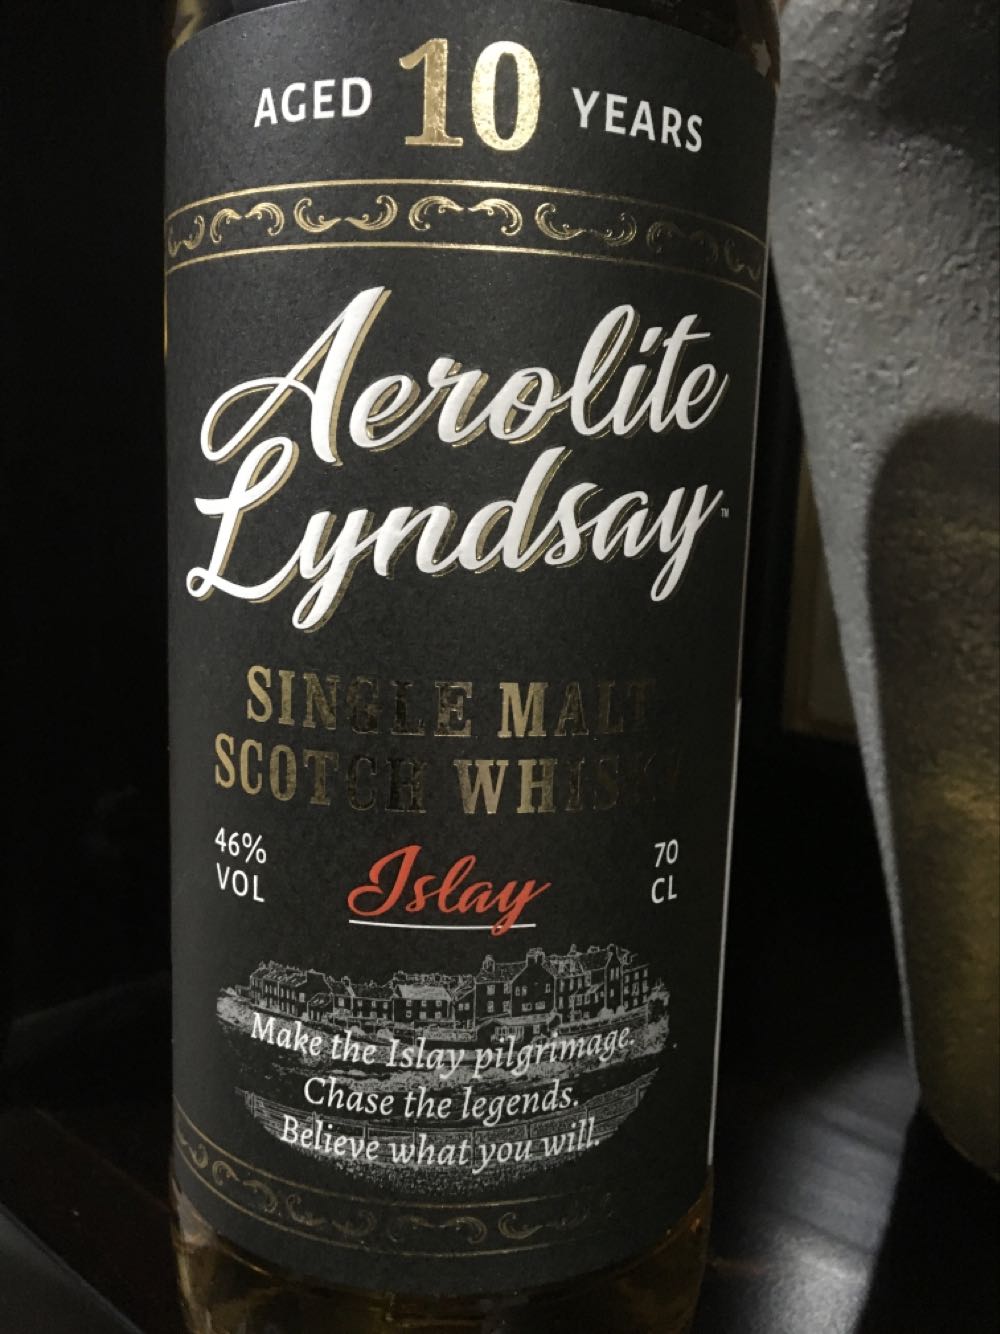 AGED 10 YEARS
Aerolite
Lyndsay™
SINGLE MALT
SCOTCH WHISKY
46%
VOL
Islay
70
CL
Make the Islay pilgrimage.
Chase the legends.
Believe what you will.